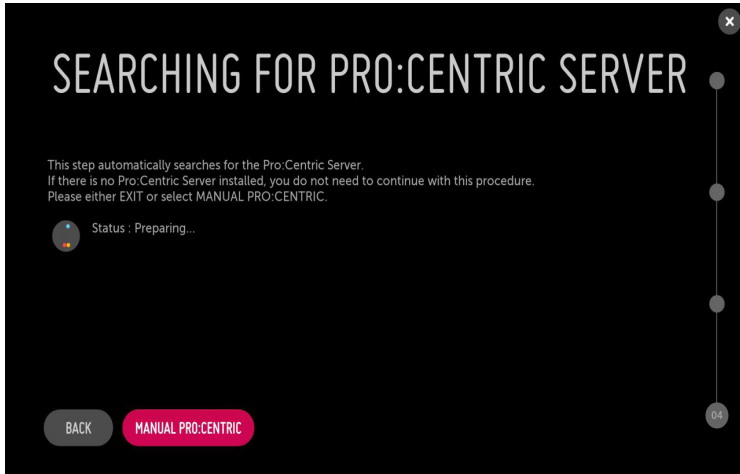 SEARCHING FOR PRO:CENTRIC SERVER
This step automatically searches for the Pro:Centric Server.
If there is no Pro:Centric Server installed, you do not need to continue with this procedure.
Please either EXIT or select MANUAL PRO:CENTRIC.
Status : Preparing...
04
BACK
MANUAL PRO:CENTRIC